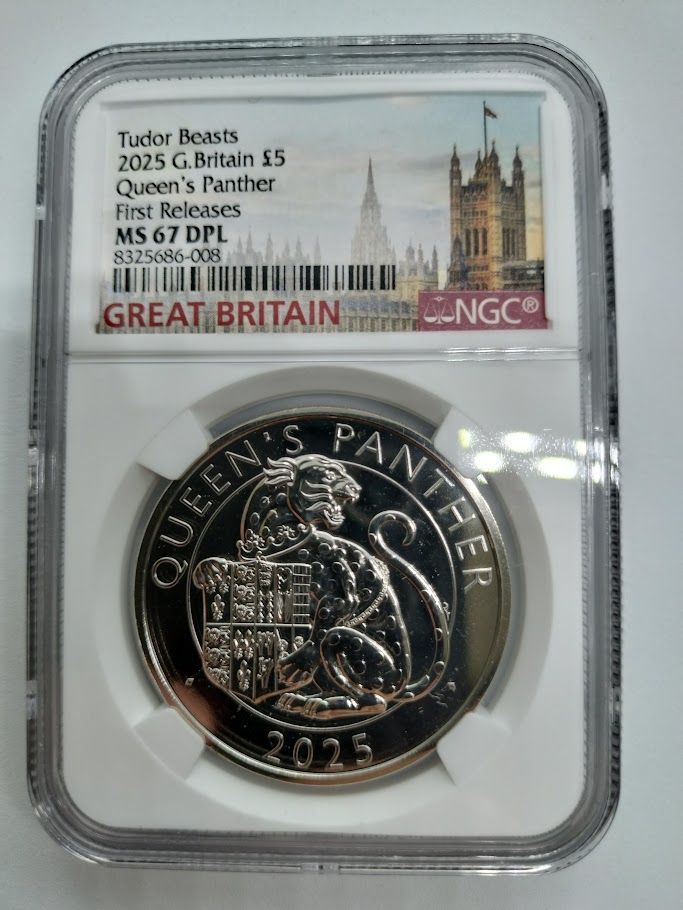 Tudor Beasts
2025 G.Britain £5
Queen's Panther
First Releases
MS 67 DPL
8325686-008
GREAT BRITAIN
NGC®
QUEEN'S PANTHER
2025